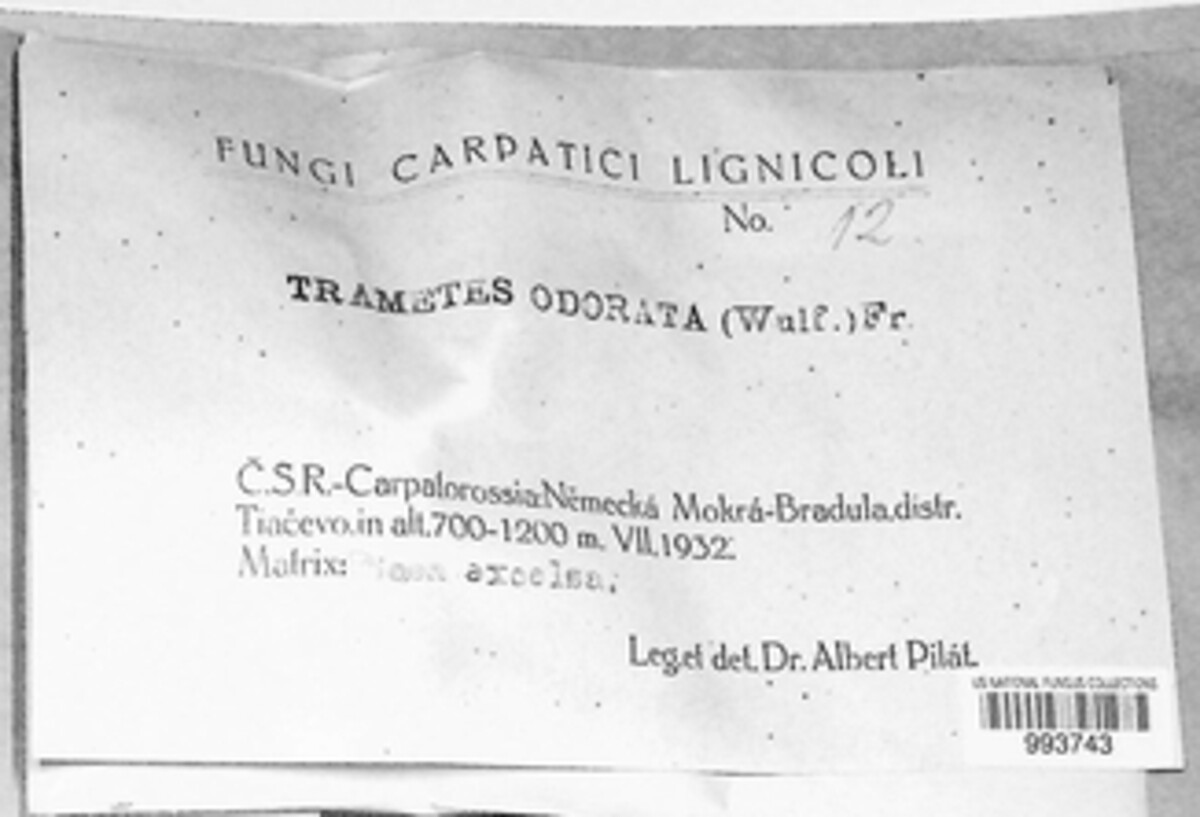 FUNGI CARPATICI LIGNICOLI
No. 12
TRAMETES ODORATA (Wulf.) Fr.
Č.S.R.-Carpatorossia:Německá Mokrá-Bradula,distr.
Tiačevo.in alt.700-1200 m. VII.1932.
Matrix: Picea excelsa;
Leg.et det. Dr. Albert Pilát.
US NATIONAL FUNGUS COLLECTIONS
993743